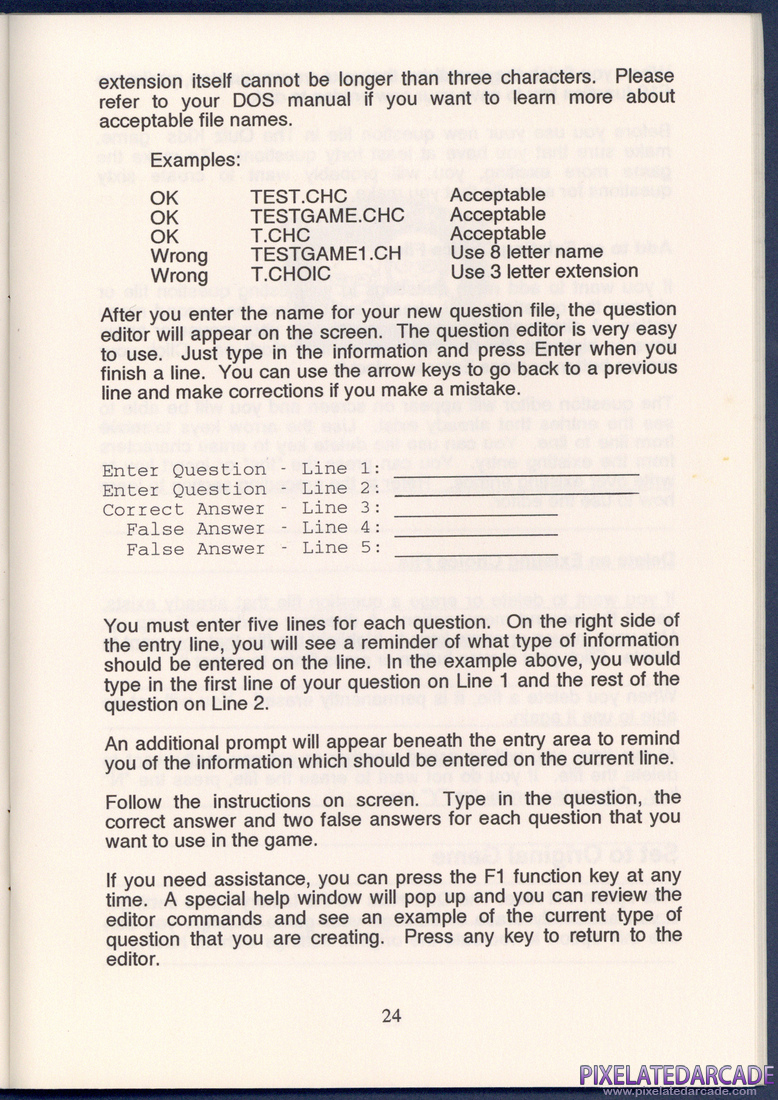 extension itself cannot be longer than three characters. Please
refer to your DOS manual if you want to learn more about
acceptable file names.
Examples:
OK TEST.CHC Acceptable
OK TESTGAME.CHC Acceptable
OK T.CHC Acceptable
Wrong TESTGAME1.CH Use 8 letter name
Wrong T.CHOIC Use 3 letter extension
After you enter the name for your new question file, the question
editor will appear on the screen. The question editor is very easy
to use. Just type in the information and press Enter when you
finish a line. You can use the arrow keys to go back to a previous
line and make corrections if you make a mistake.
Enter Question - Line 1:
Enter Question - Line 2:
Correct Answer - Line 3:
False Answer - Line 4:
False Answer - Line 5:
You must enter five lines for each question. On the right side of
the entry line, you will see a reminder of what type of information
should be entered on the line. In the example above, you would
type in the first line of your question on Line 1 and the rest of the
question on Line 2.
An additional prompt will appear beneath the entry area to remind
you of the information which should be entered on the current line.
Follow the instructions on screen. Type in the question, the
correct answer and two false answers for each question that you
want to use in the game.
If you need assistance, you can press the F1 function key at any
time. A special help window will pop up and you can review the
editor commands and see an example of the current type of
question that you are creating. Press any key to return to the
editor.
24
PIXELATEDARCADE
www.pixelatedarcade.com